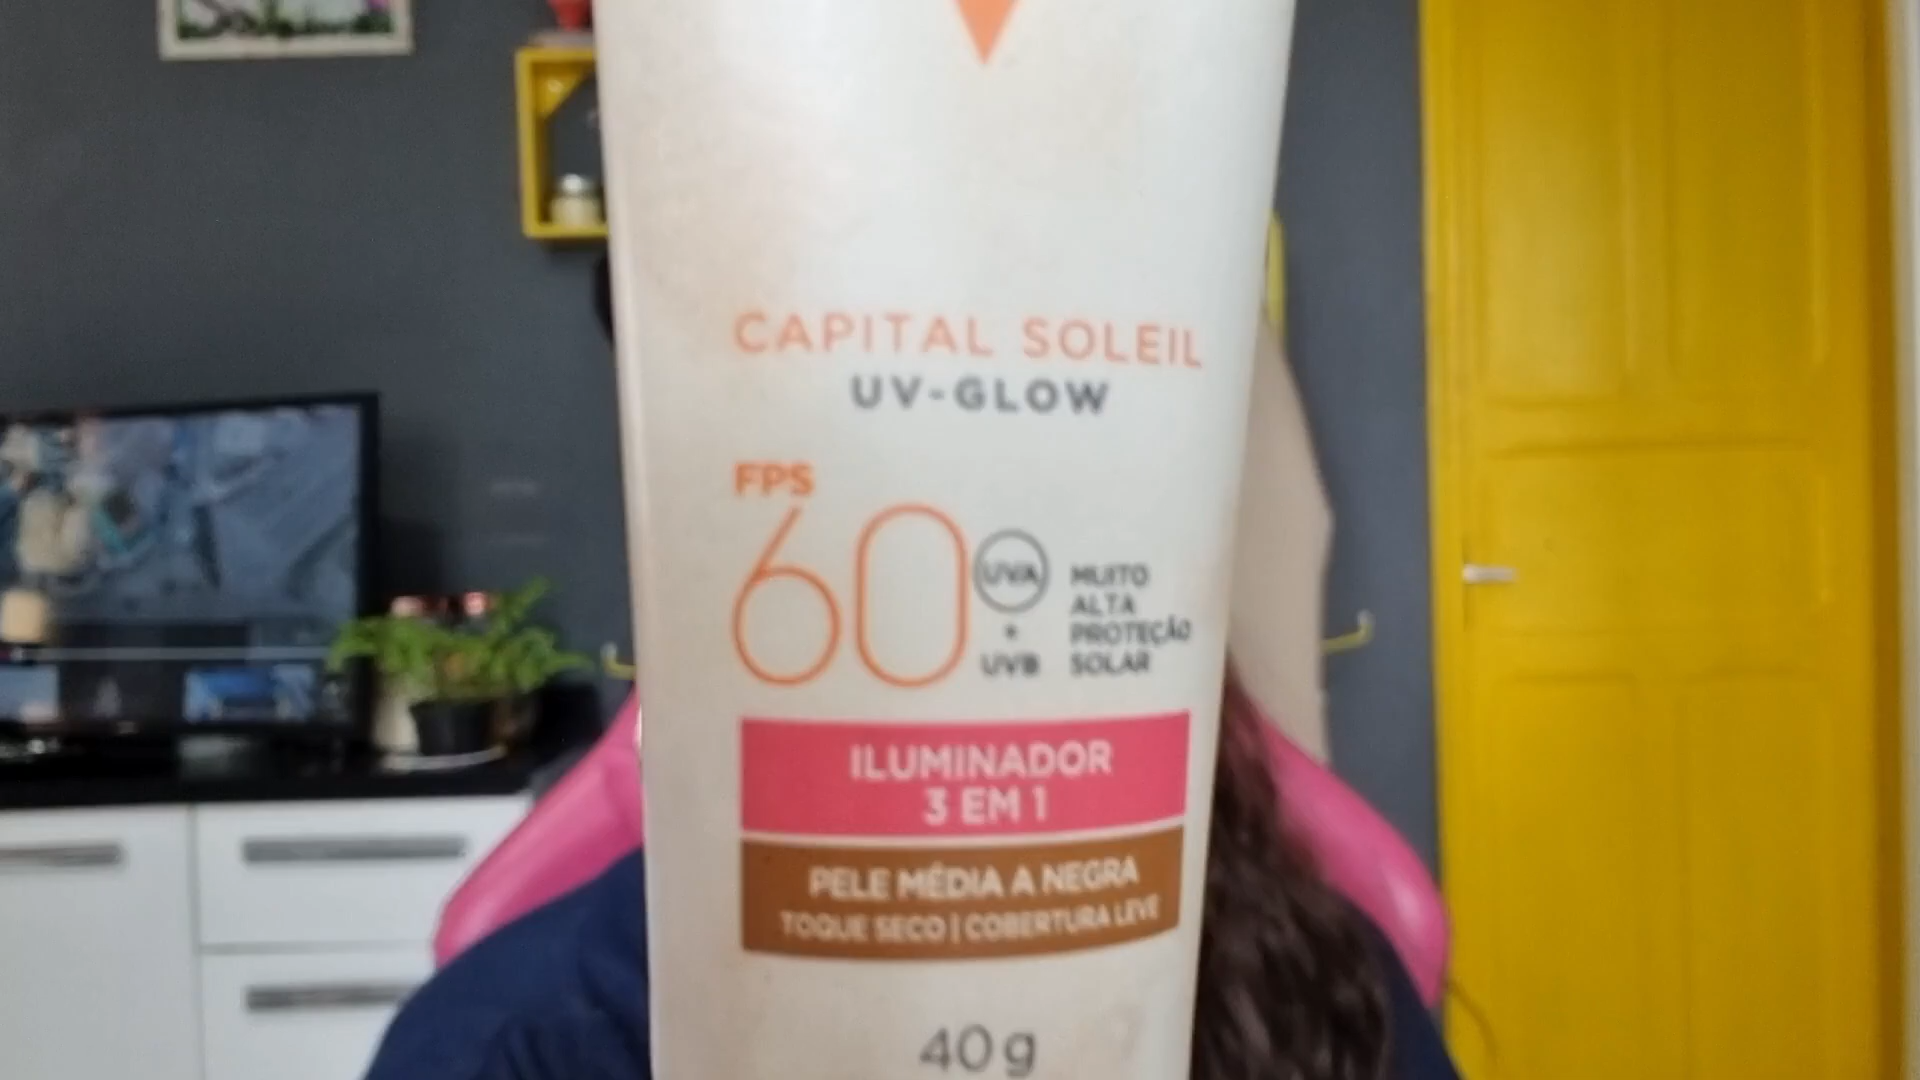 CAPITAL SOLEIL
UV-GLOW
FPS
60
UVA
+
UVB
MUITO
ALTA
PROTEÇÃO
SOLAR
ILUMINADOR
3 EM 1
PELE MÉDIA A NEGRA
TOQUE SECO | COBERTURA LEVE
40 g